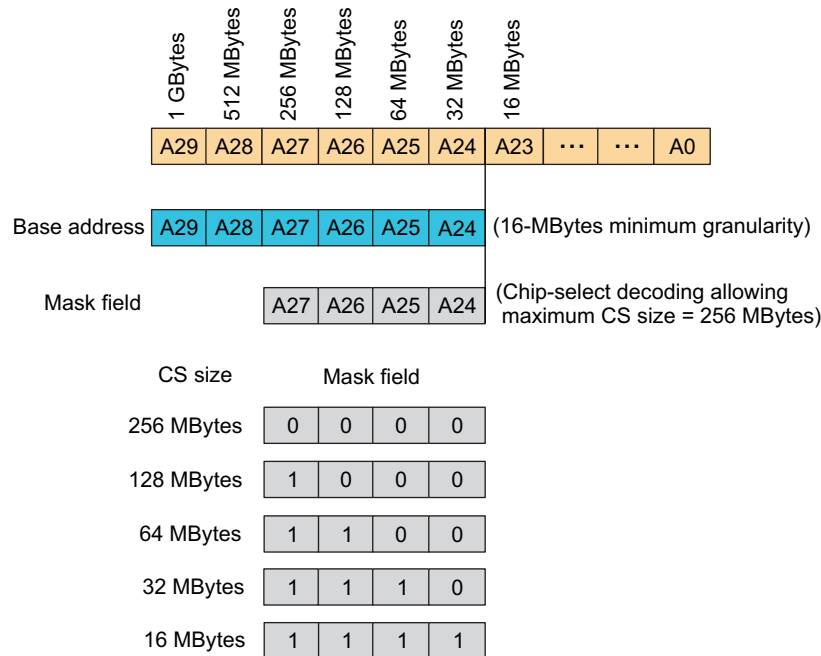 1 GBytes 512 MBytes 256 MBytes 128 MBytes 64 MBytes 32 MBytes 16 MBytes
A29 A28 A27 A26 A25 A24 A23 ... ... A0
Base address A29 A28 A27 A26 A25 A24 (16-MBytes minimum granularity)
Mask field A27 A26 A25 A24 (Chip-select decoding allowing
maximum CS size = 256 MBytes)
CS size Mask field
256 MBytes 0 0 0 0
128 MBytes 1 0 0 0
64 MBytes 1 1 0 0
32 MBytes 1 1 1 0
16 MBytes 1 1 1 1